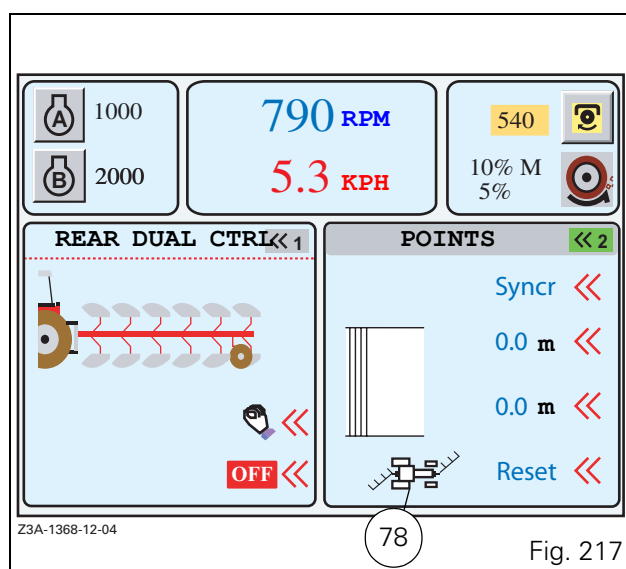 A 1000
B 2000
790 RPM
5.3 KPH
540
10% M
5%
REAR DUAL CTRL << 1
OFF <<
POINTS << 2
Syncr <<
0.0 m <<
0.0 m <<
Reset <<
78
Z3A-1368-12-04
Fig. 217